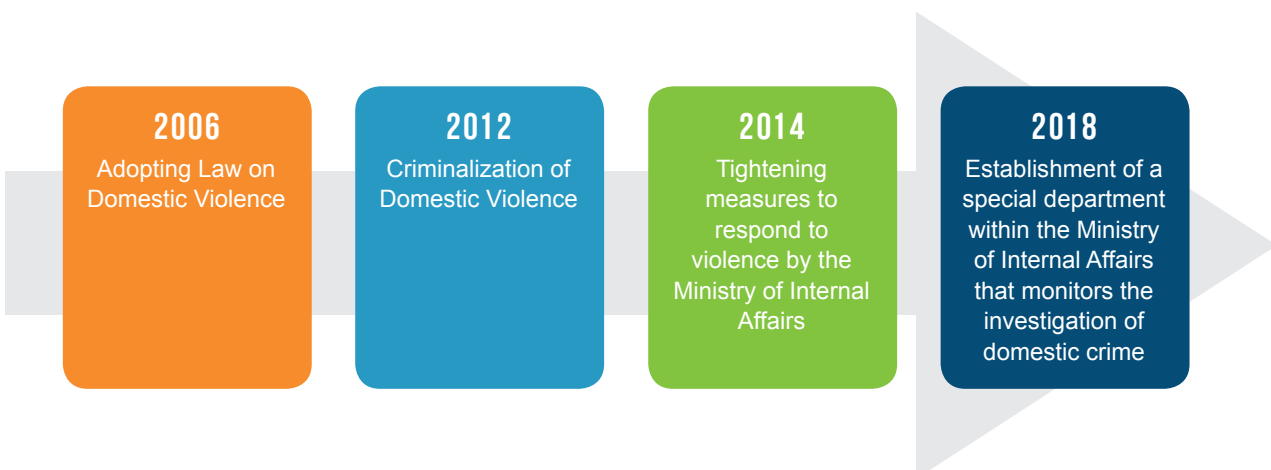 2006
Adopting Law on
Domestic Violence
2012
Criminalization of
Domestic Violence
2014
Tightening
measures to
respond to
violence by the
Ministry of Internal
Affairs
2018
Establishment of a
special department
within the Ministry
of Internal Affairs
that monitors the
investigation of
domestic crime